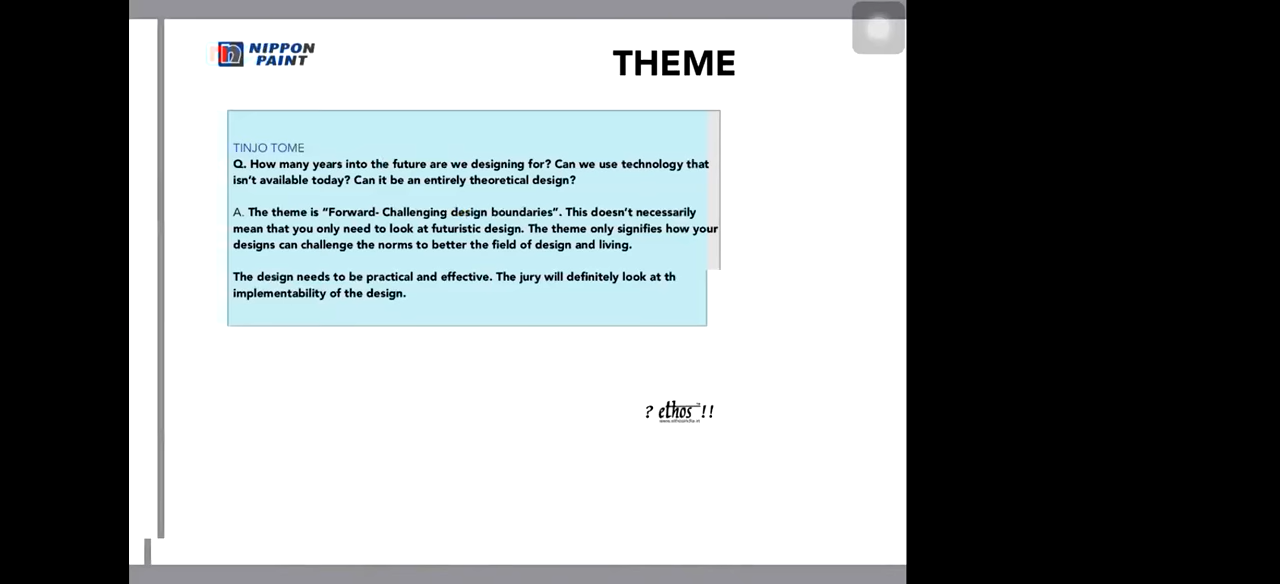 NIPPON
PAINT
THEME
TINJO TOME
Q. How many years into the future are we designing for? Can we use technology that
isn't available today? Can it be an entirely theoretical design?
A. The theme is "Forward- Challenging design boundaries". This doesn't necessarily
mean that you only need to look at futuristic design. The theme only signifies how your
designs can challenge the norms to better the field of design and living.
The design needs to be practical and effective. The jury will definitely look at th
implementability of the design.
? ethos !!